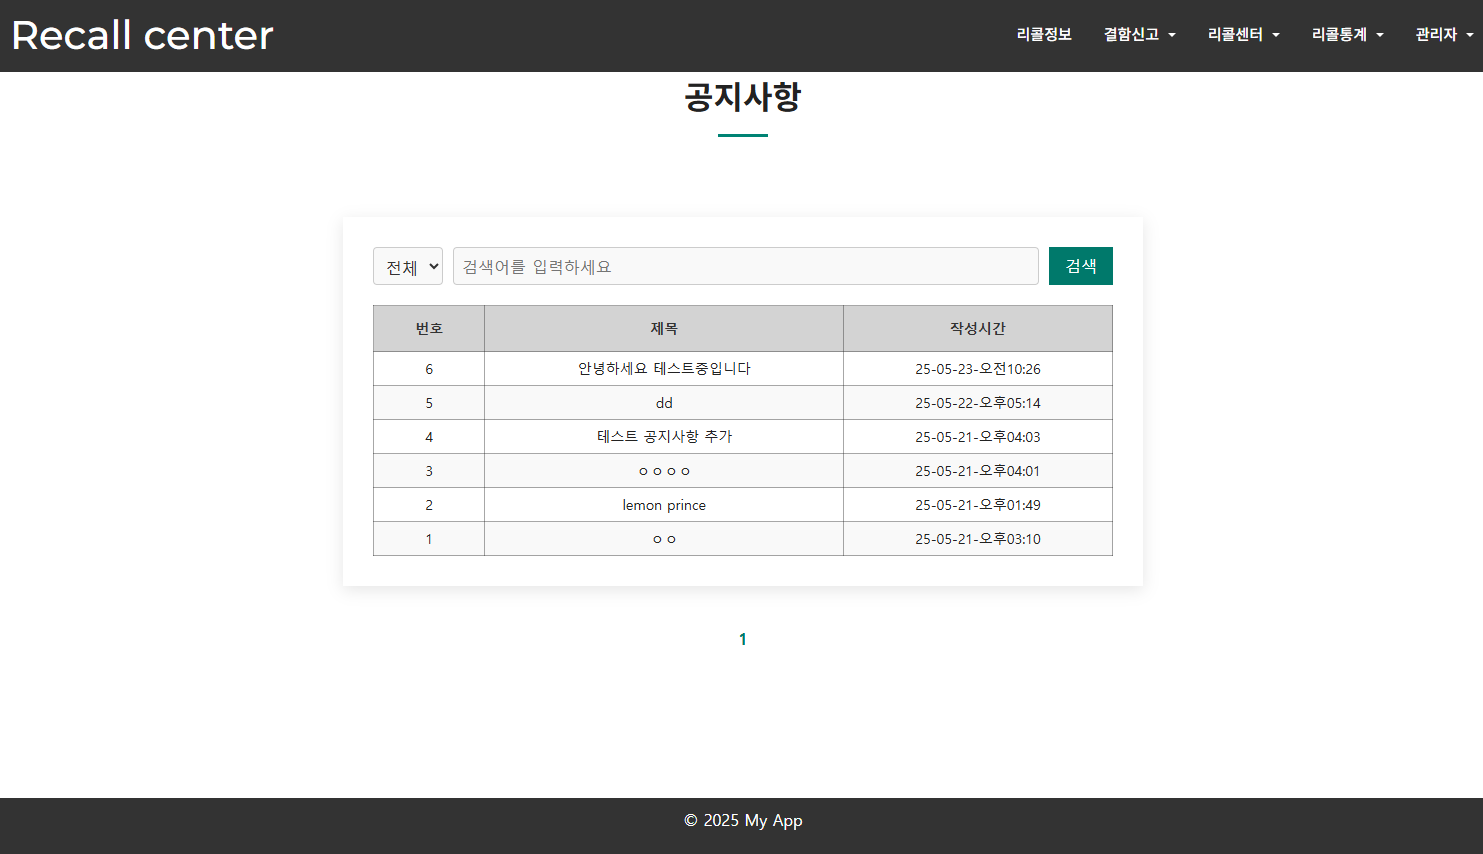 Recall center 리콜정보 결함신고 리콜센터 리콜통계 관리자
공지사항
전체 검색어를 입력하세요 검색
번호 제목 작성시간
6 안녕하세요 테스트중입니다 25-05-23-오전10:26
5 dd 25-05-22-오후05:14
4 테스트 공지사항 추가 25-05-21-오후04:03
3 ㅇㅇㅇㅇ 25-05-21-오후04:01
2 lemon prince 25-05-21-오후01:49
1 ㅇㅇ 25-05-21-오후03:10
1
© 2025 My App